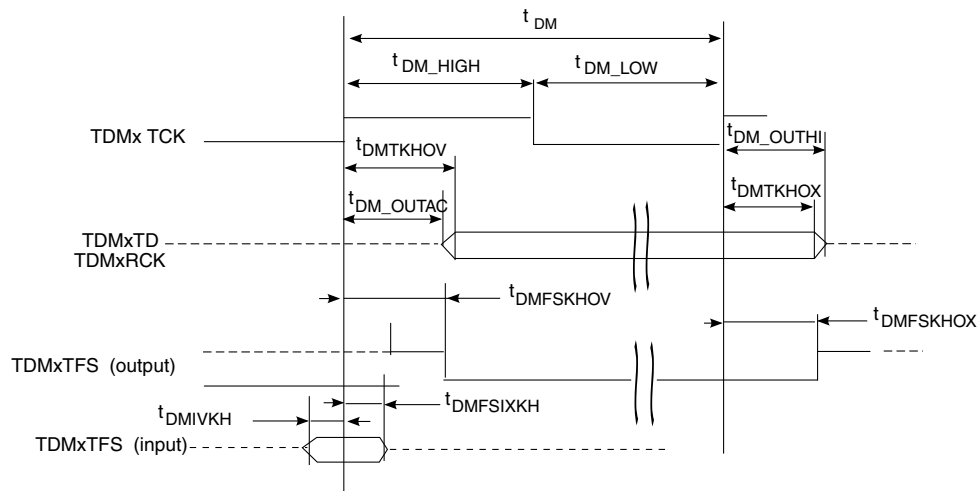 t DM
t DM_HIGH
t DM_LOW
TDMx TCK
t DM_OUTHI
t DMTKHOV
t DMTKHOX
t DM_OUTAC
TDMxTD
TDMxRCK
t DMFSKHOV
t DMFSKHOX
TDMxTFS (output)
t DMFSIXKH
t DMIVKH
TDMxTFS (input)